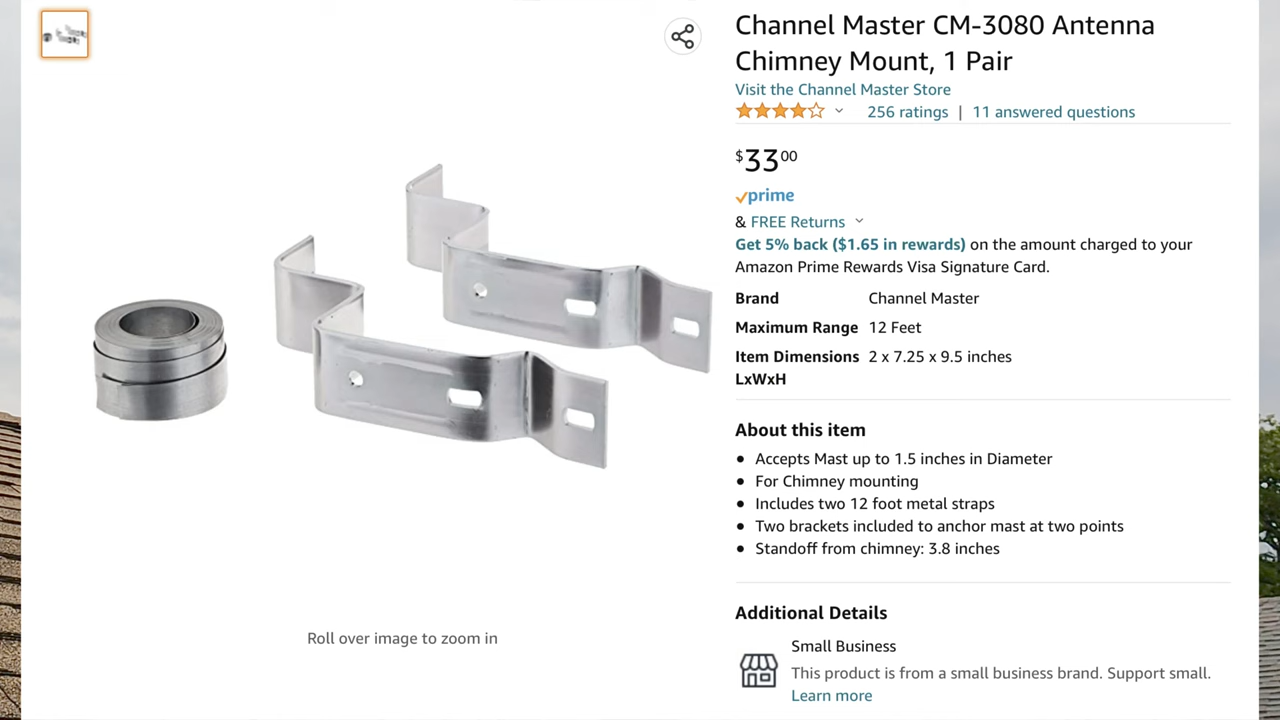 Channel Master CM-3080 Antenna
Chimney Mount, 1 Pair
Visit the Channel Master Store
256 ratings | 11 answered questions
$33 00
prime
& FREE Returns
Get 5% back ($1.65 in rewards) on the amount charged to your
Amazon Prime Rewards Visa Signature Card.
Brand Channel Master
Maximum Range 12 Feet
Item Dimensions 2 x 7.25 x 9.5 inches
LxWxH
About this item
• Accepts Mast up to 1.5 inches in Diameter
• For Chimney mounting
• Includes two 12 foot metal straps
• Two brackets included to anchor mast at two points
• Standoff from chimney: 3.8 inches
Roll over image to zoom in
Additional Details
Small Business
This product is from a small business brand. Support small.
Learn more